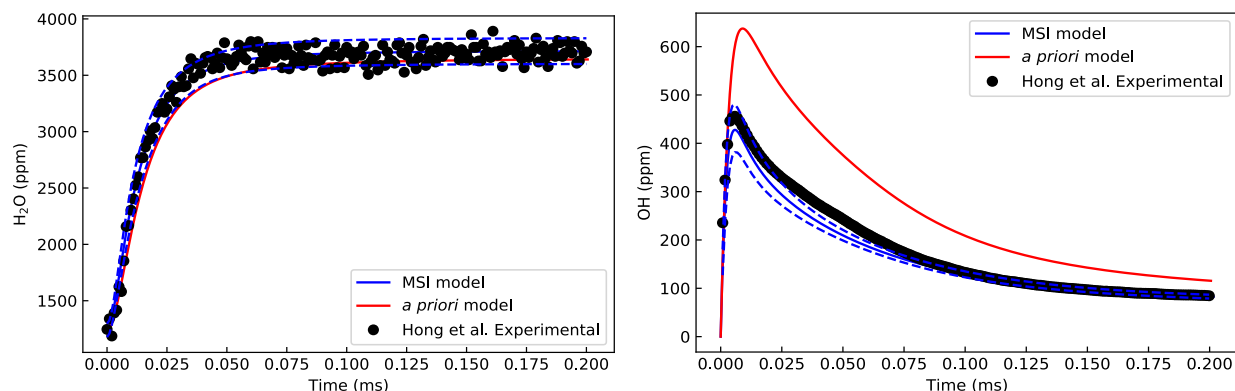 4000
3500
3000
2500
2000
1500
H₂O (ppm)
0.000 0.025 0.050 0.075 0.100 0.125 0.150 0.175 0.200
Time (ms)
MSI model
a priori model
Hong et al. Experimental
600
500
400
300
200
100
0
OH (ppm)
0.000 0.025 0.050 0.075 0.100 0.125 0.150 0.175 0.200
Time (ms)
MSI model
a priori model
Hong et al. Experimental